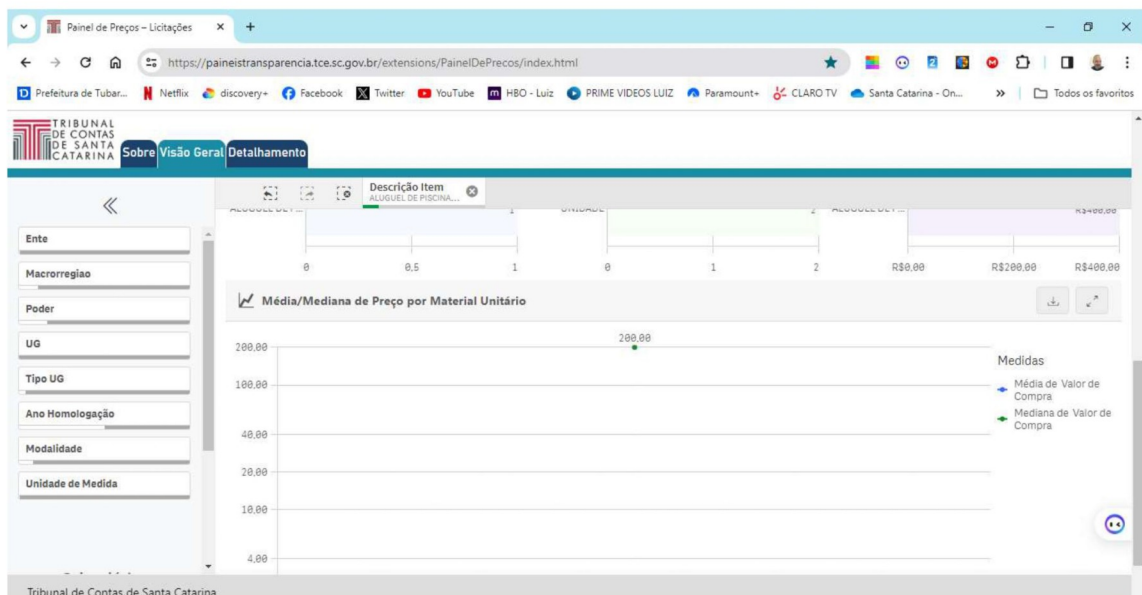 Painel de Preços – Licitações
https://paineistransparencia.tce.sc.gov.br/extensions/PainelDePrecos/index.html
Prefeitura de Tubar... Netflix discovery+ Facebook Twitter YouTube HBO - Luiz PRIME VIDEOS LUIZ Paramount+ CLARO TV Santa Catarina - On... » Todos os favoritos
TRIBUNAL
DE CONTAS
DE SANTA
CATARINA
Sobre Visão Geral Detalhamento
Descrição Item
ALUGUEL DE PISCINA,...
UNIDADE
R$400,00
Ente
Macrorregiao
Poder
UG
Tipo UG
Ano Homologação
Modalidade
Unidade de Medida
0 0,5 1 0 1 2 R$0,00 R$200,00 R$400,00
Média/Mediana de Preço por Material Unitário
200,00
200,00
100,00
40,00
20,00
10,00
4,00
Medidas
Média de Valor de
Compra
Mediana de Valor de
Compra
Tribunal de Contas de Santa Catarina